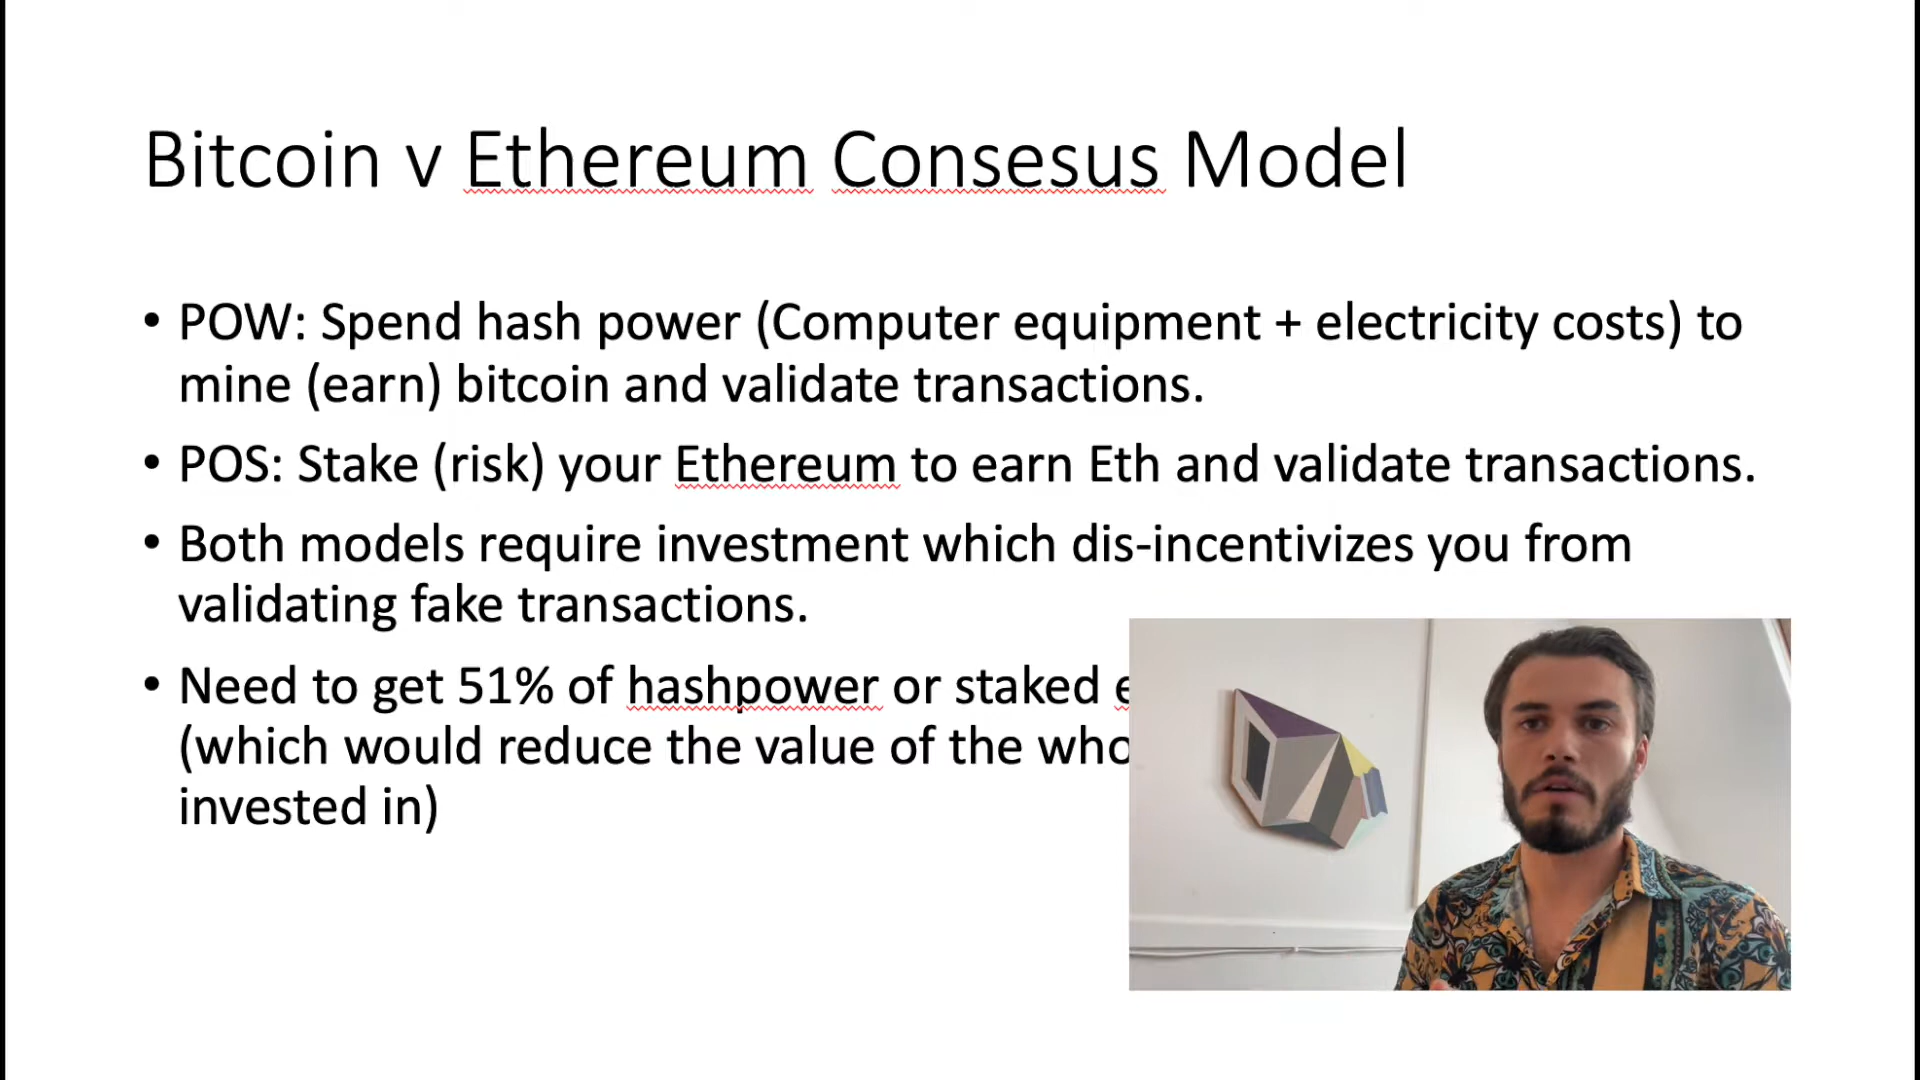 Bitcoin v Ethereum Consesus Model
• POW: Spend hash power (Computer equipment + electricity costs) to
mine (earn) bitcoin and validate transactions.
• POS: Stake (risk) your Ethereum to earn Eth and validate transactions.
• Both models require investment which dis-incentivizes you from
validating fake transactions.
• Need to get 51% of hashpower or staked
(which would reduce the value of the
invested in)